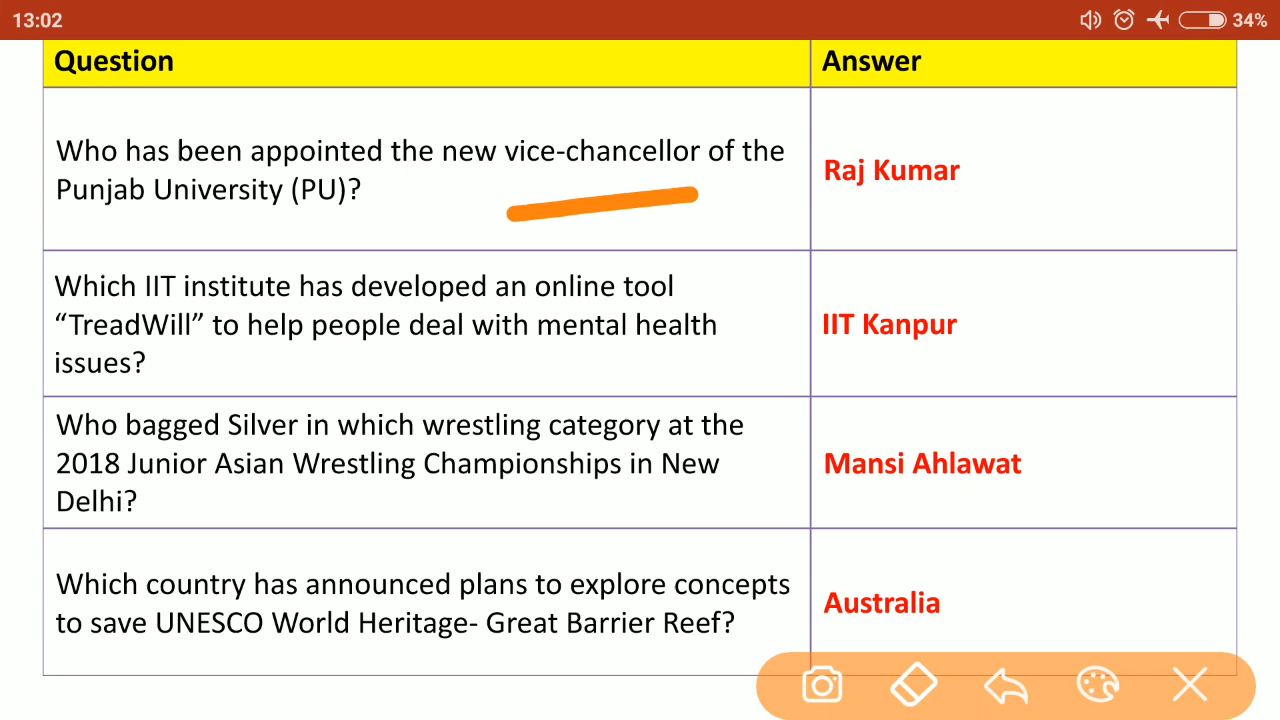 13:02 34%
Question Answer
Who has been appointed the new vice-chancellor of the
Punjab University (PU)?
Raj Kumar
Which IIT institute has developed an online tool
“TreadWill” to help people deal with mental health
issues?
IIT Kanpur
Who bagged Silver in which wrestling category at the
2018 Junior Asian Wrestling Championships in New
Delhi?
Mansi Ahlawat
Which country has announced plans to explore concepts
to save UNESCO World Heritage- Great Barrier Reef?
Australia